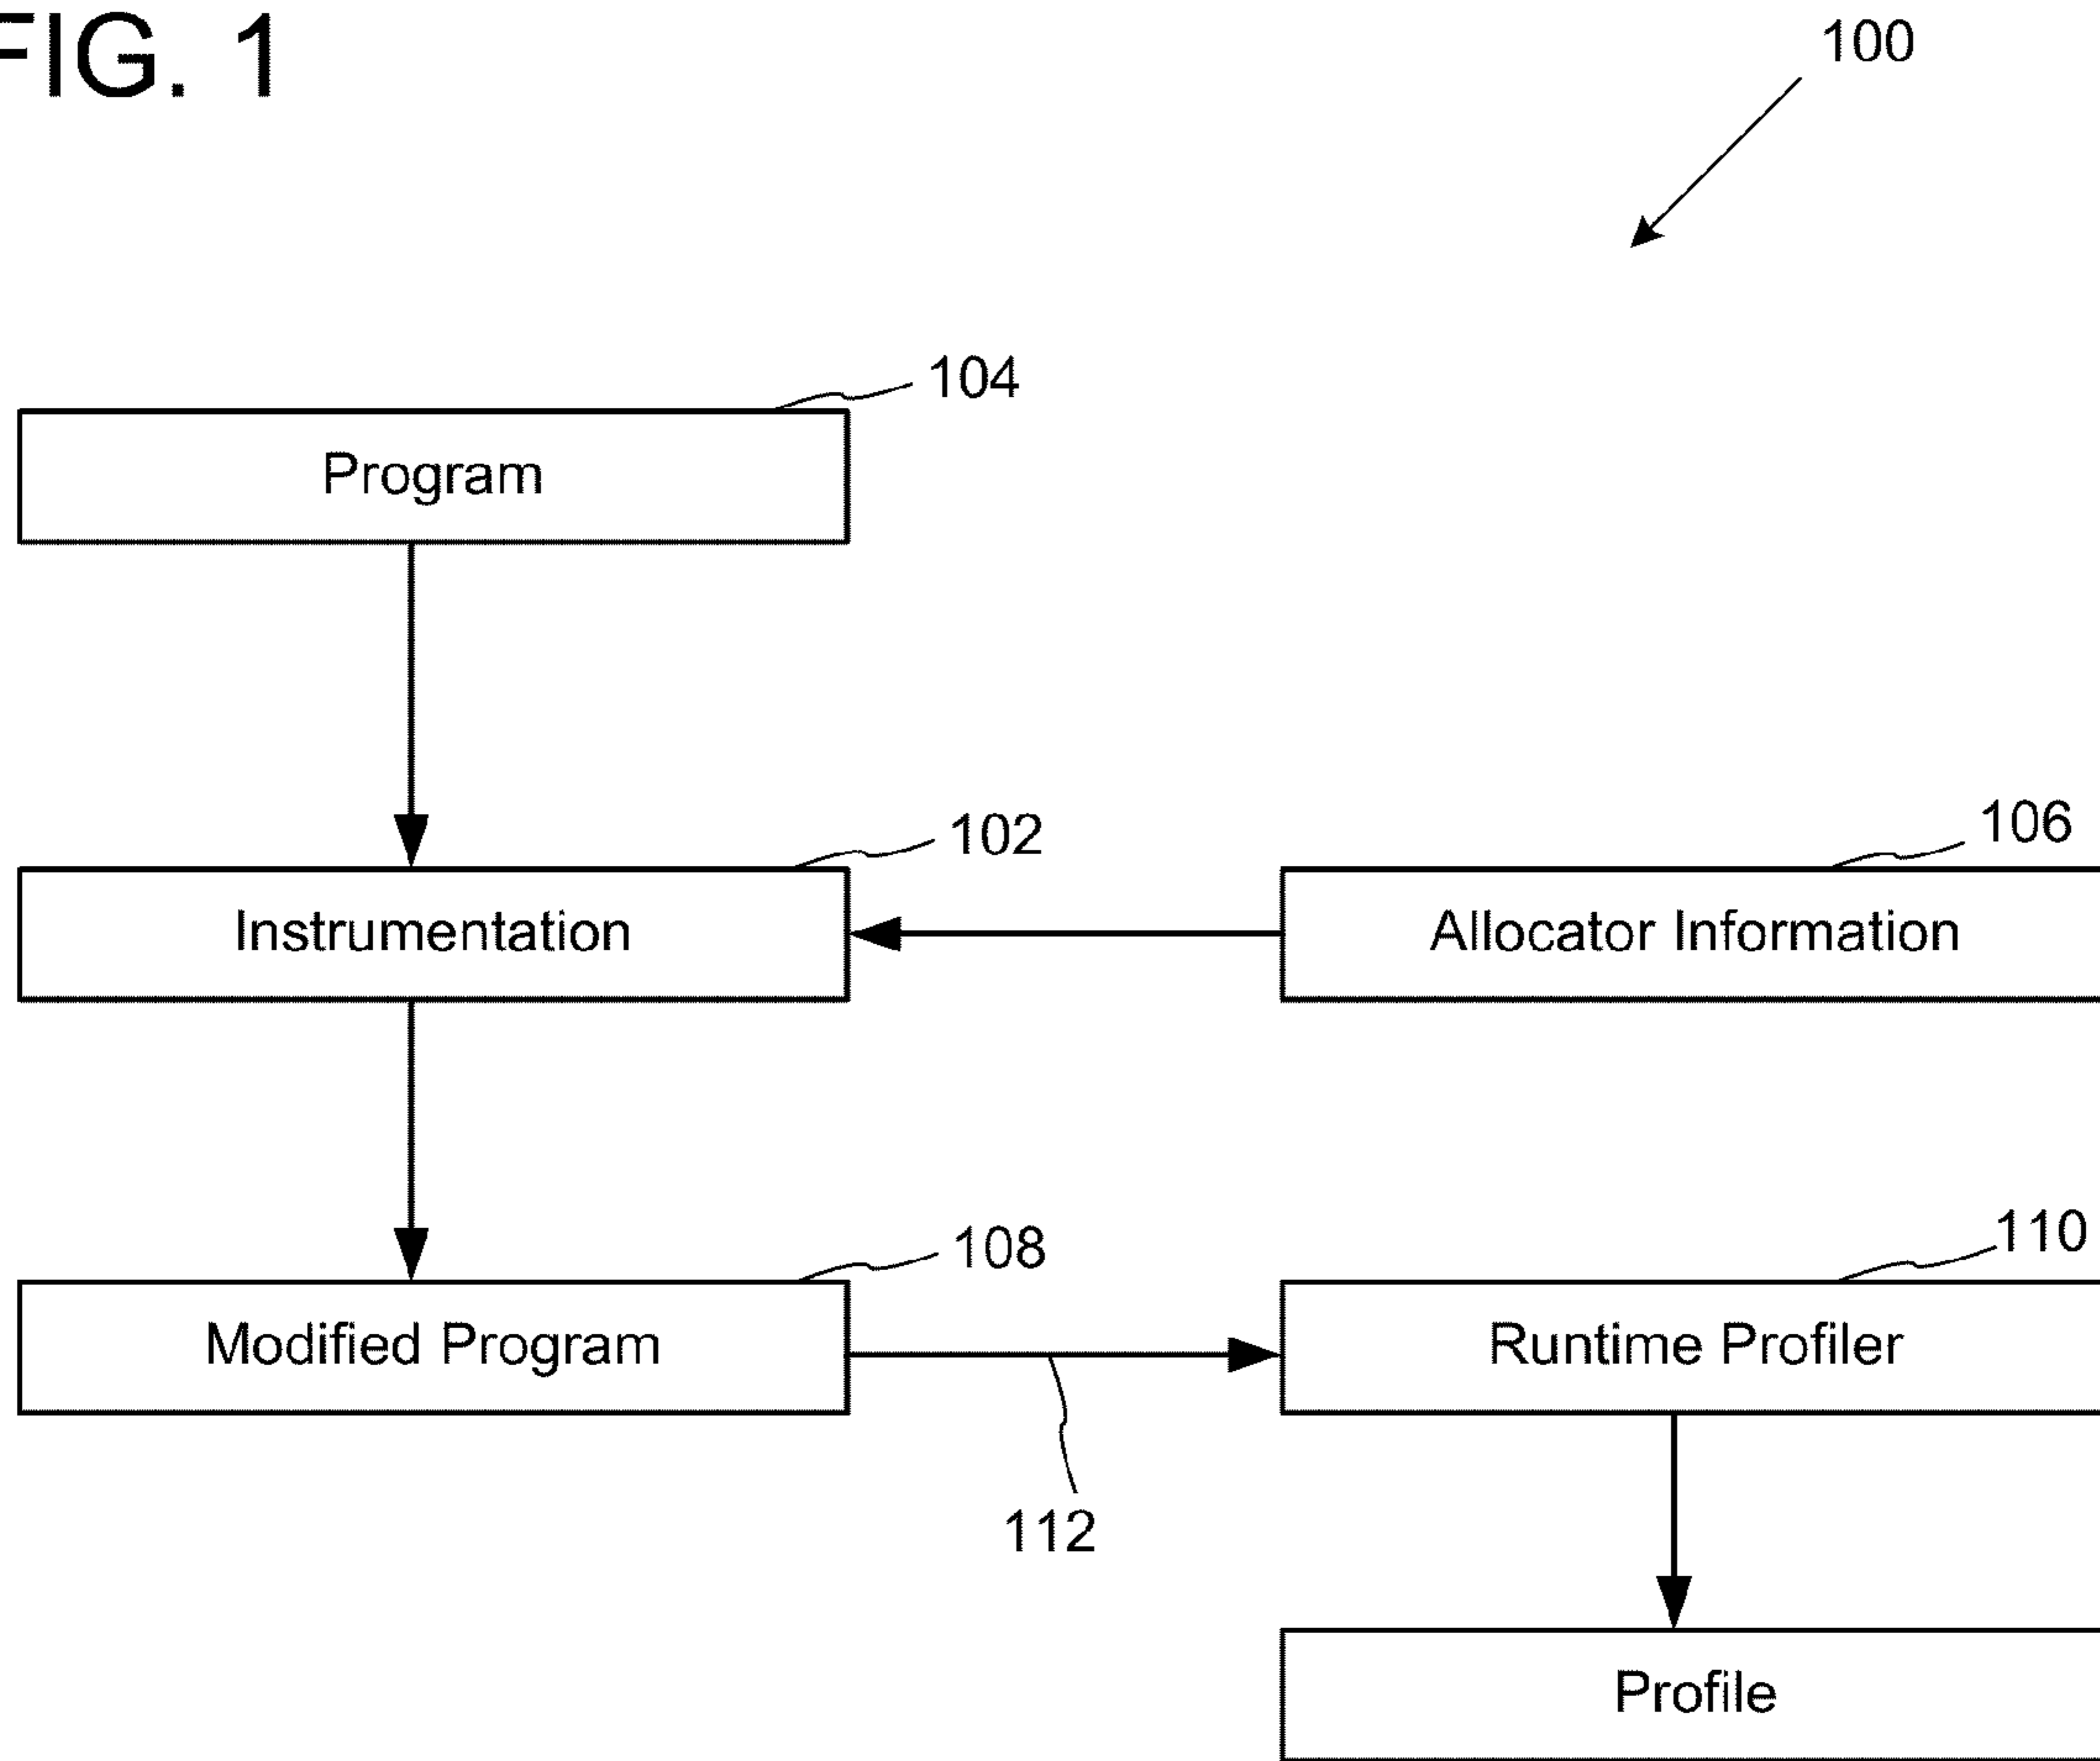 FIG. 1
100
104
Program
102
106
Instrumentation
Allocator Information
108
110
Modified Program
Runtime Profiler
112
Profile